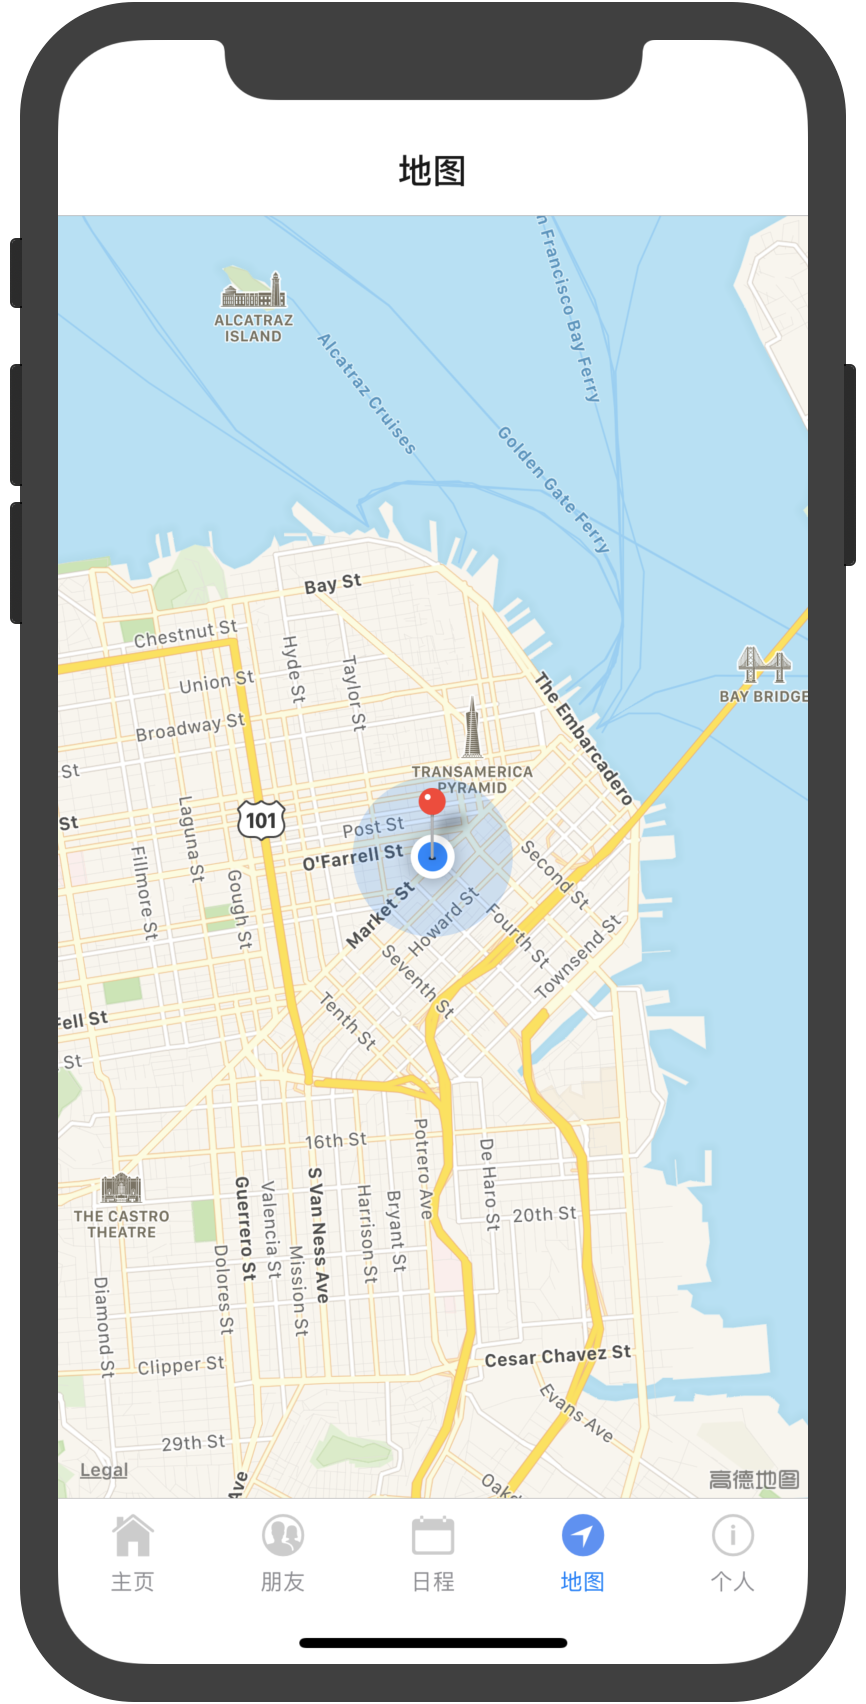 地图
n Francisco Bay Ferry
ALCATRAZ
ISLAND
Alcatraz Cruises
Golden Gate Ferry
Bay St
Chestnut St
Hyde St
Taylor St
Union St
Broadway St
The Embarcadero
BAY BRIDGE
St
TRANSAMERICA
PYRAMID
St
Laguna St
101
Post St
O'Farrell St
Fillmore St
Gough St
Market St
Howard St
Second St
Fourth St
Townsend St
Seventh St
Tenth St
Fell St
St
16th St
Potrero Ave
De Haro St
THE CASTRO
THEATRE
Guerrero St
Valencia St
S Van Ness Ave
Harrison St
Bryant St
20th St
Dolores St
Mission St
Diamond St
Clipper St
Cesar Chavez St
Evans Ave
29th St
Legal
Ave
Oak
高德地图
主页
朋友
日程
地图
个人